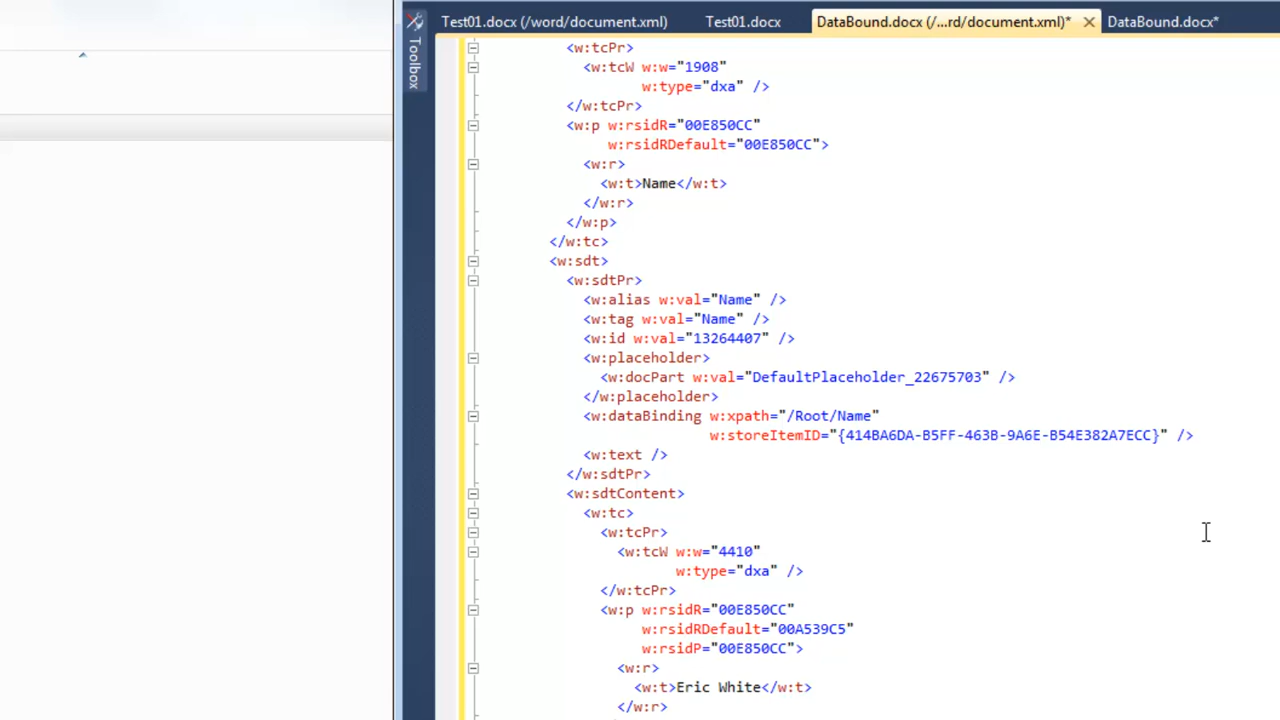 Test01.docx (/word/document.xml) Test01.docx DataBound.docx (/...rd/document.xml)* DataBound.docx*
Toolbox
<w:tcPr>
<w:tcW w:w="1908"
w:type="dxa" />
</w:tcPr>
<w:p w:rsidR="00E850CC"
w:rsidRDefault="00E850CC">
<w:r>
<w:t>Name</w:t>
</w:r>
</w:p>
</w:tc>
<w:sdt>
<w:sdtPr>
<w:alias w:val="Name" />
<w:tag w:val="Name" />
<w:id w:val="13264407" />
<w:placeholder>
<w:docPart w:val="DefaultPlaceholder_22675703" />
</w:placeholder>
<w:dataBinding w:xpath="/Root/Name"
w:storeItemID="{414BA6DA-B5FF-463B-9A6E-B54E382A7ECC}" />
<w:text />
</w:sdtPr>
<w:sdtContent>
<w:tc>
<w:tcPr>
<w:tcW w:w="4410"
w:type="dxa" />
</w:tcPr>
<w:p w:rsidR="00E850CC"
w:rsidRDefault="00A539C5"
w:rsidP="00E850CC">
<w:r>
<w:t>Eric White</w:t>
</w:r>